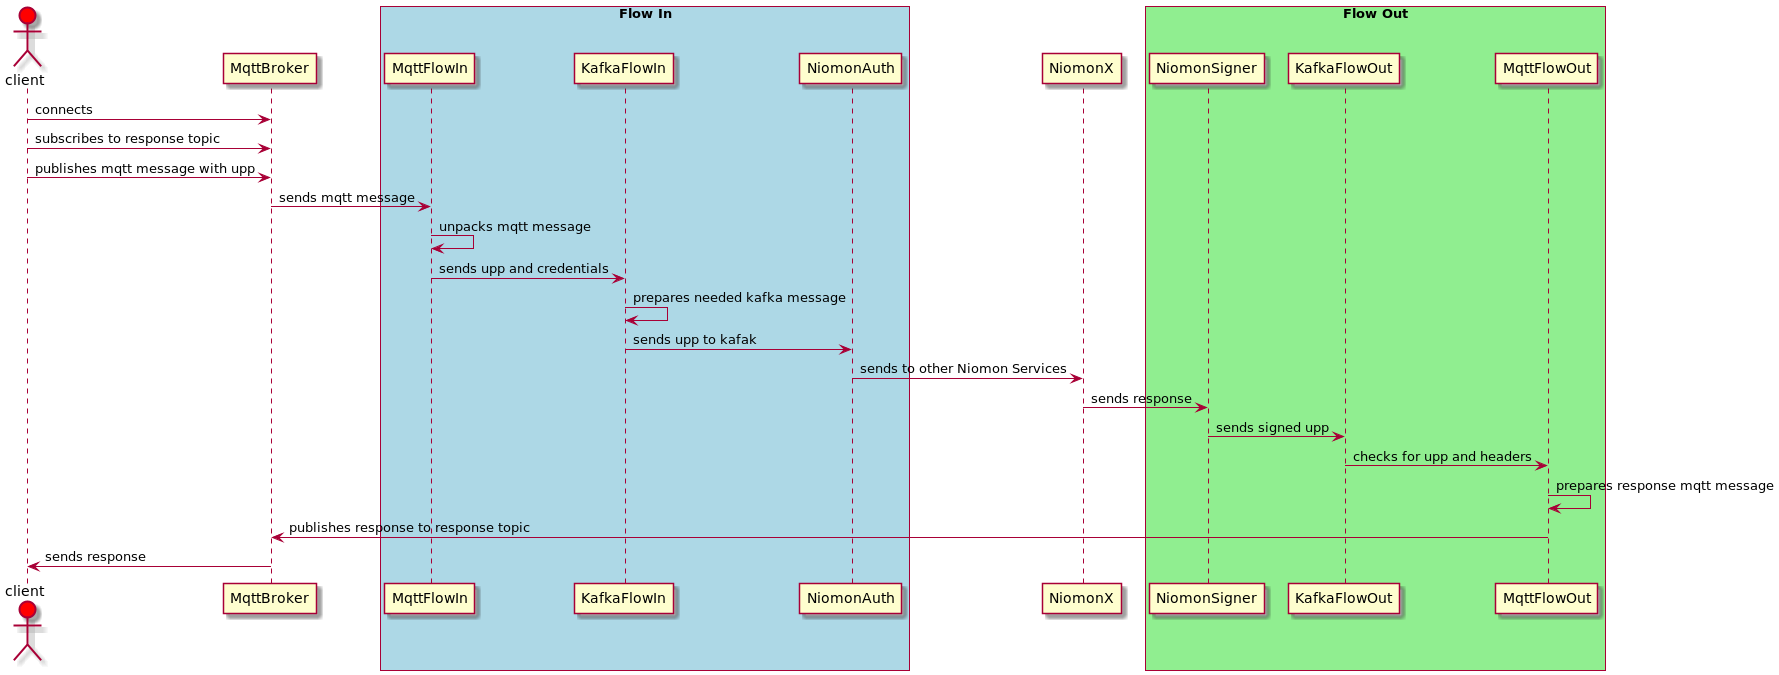 Flow In
Flow Out
client
MqttBroker
MqttFlowIn
KafkaFlowIn
NiomonAuth
NiomonX
NiomonSigner
KafkaFlowOut
MqttFlowOut
connects
subscribes to response topic
publishes mqtt message with upp
sends mqtt message
unpacks mqtt message
sends upp and credentials
prepares needed kafka message
sends upp to kafak
sends to other Niomon Services
sends response
sends signed upp
checks for upp and headers
prepares response mqtt message
publishes response to response topic
sends response
client
MqttBroker
MqttFlowIn
KafkaFlowIn
NiomonAuth
NiomonX
NiomonSigner
KafkaFlowOut
MqttFlowOut